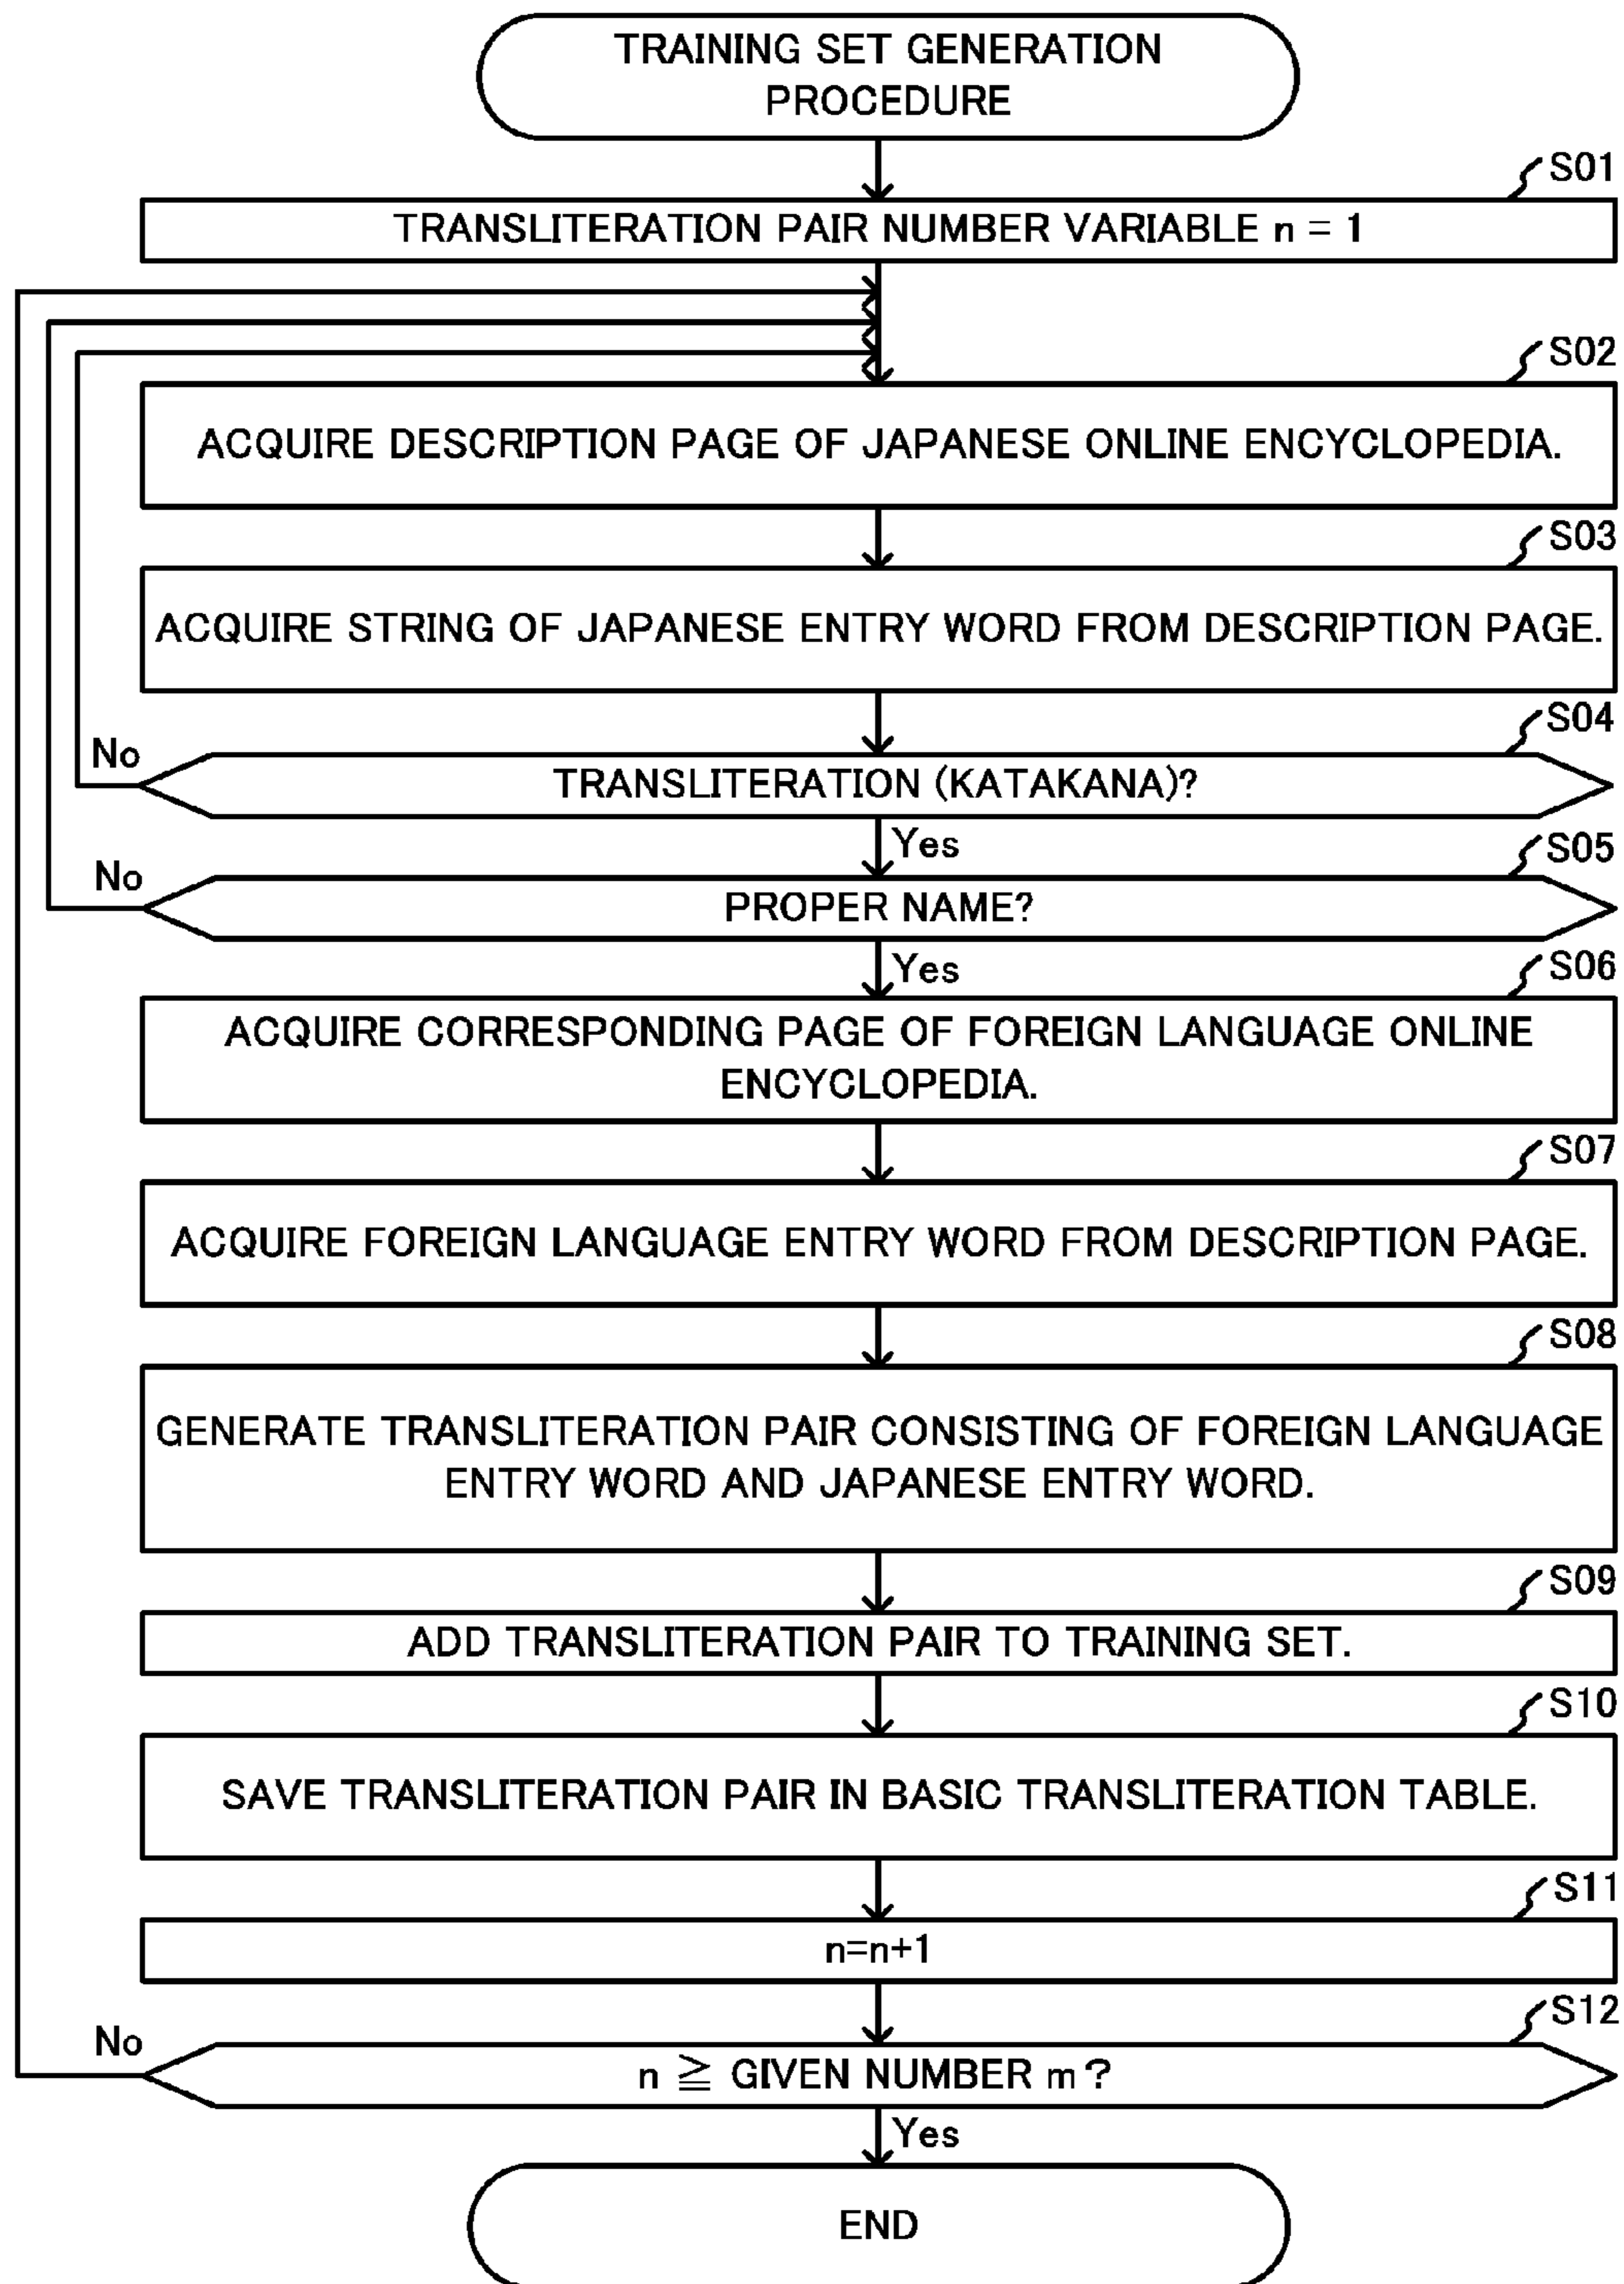 TRAINING SET GENERATION
PROCEDURE
S01
TRANSLITERATION PAIR NUMBER VARIABLE n = 1
S02
ACQUIRE DESCRIPTION PAGE OF JAPANESE ONLINE ENCYCLOPEDIA.
S03
ACQUIRE STRING OF JAPANESE ENTRY WORD FROM DESCRIPTION PAGE.
S04
No
TRANSLITERATION (KATAKANA)?
Yes
S05
No
PROPER NAME?
Yes
S06
ACQUIRE CORRESPONDING PAGE OF FOREIGN LANGUAGE ONLINE
ENCYCLOPEDIA.
S07
ACQUIRE FOREIGN LANGUAGE ENTRY WORD FROM DESCRIPTION PAGE.
S08
GENERATE TRANSLITERATION PAIR CONSISTING OF FOREIGN LANGUAGE
ENTRY WORD AND JAPANESE ENTRY WORD.
S09
ADD TRANSLITERATION PAIR TO TRAINING SET.
S10
SAVE TRANSLITERATION PAIR IN BASIC TRANSLITERATION TABLE.
S11
n=n+1
S12
No
n ≧ GIVEN NUMBER m ?
Yes
END